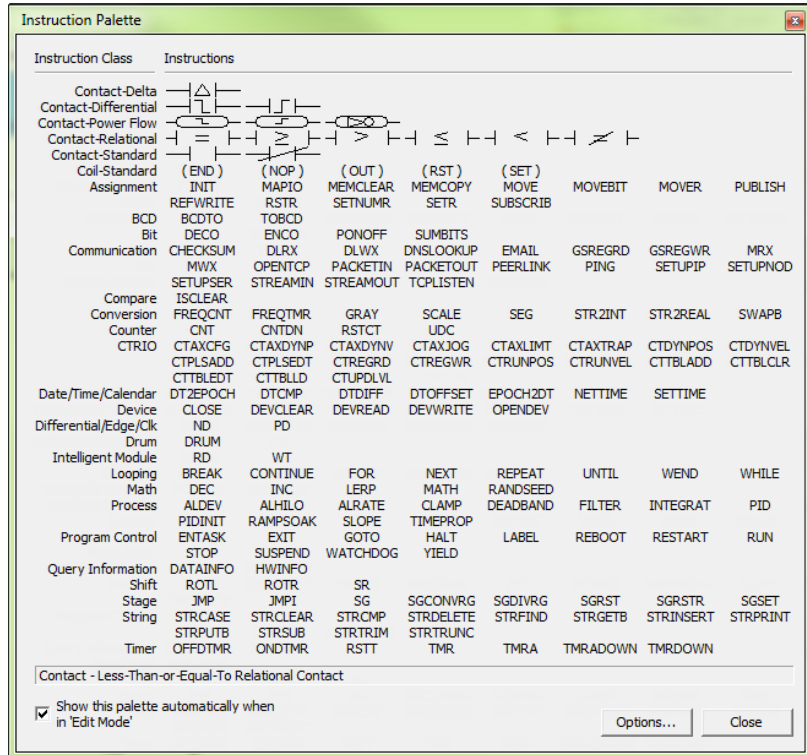 Instruction Palette
Instruction Class Instructions
Contact-Delta
Contact-Differential
Contact-Power Flow
Contact-Relational = ≥ > ≤ < ≠
Contact-Standard
Coil-Standard (END) (NOP) (OUT) (RST) (SET)
Assignment INIT MAPIO MEMCLEAR MEMCOPY MOVE MOVEBIT MOVER PUBLISH
REFWRITE RSTR SETNUMR SETR SUBSCRIB
BCD BCDTO TOBCD
Bit DECO ENCO PONOFF SUMBITS
Communication CHECKSUM DLRX DLWX DNSLOOKUP EMAIL GSREGRD GSREGWR MRX
MWX OPENTCP PACKETIN PACKETOUT PEERLINK PING SETUPIP SETUPNOD
SETUPSER STREAMIN STREAMOUT TCPLISTEN
Compare ISCLEAR
Conversion FREQCNT FREQTMR GRAY SCALE SEG STR2INT STR2REAL SWAPB
Counter CNT CNTDN RSTCT UDC
CTRIO CTAXCFG CTAXDYNP CTAXDYNV CTAXJOG CTAXLIMT CTAXTRAP CTDYNPOS CTDYNVEL
CTPLSADD CTPLSEDT CTREGRD CTREGWR CTRUNPOS CTRUNVEL CTTBLADD CTTBLCLR
CTTBLEDT CTTBLLD CTUPDLVL
Date/Time/Calendar DT2EPOCH DTCMP DTDIFF DTOFFSET EPOCH2DT NETTIME SETTIME
Device CLOSE DEVCLEAR DEVREAD DEVWRITE OPENDEV
Differential/Edge/Clk ND PD
Drum DRUM
Intelligent Module RD WT
Looping BREAK CONTINUE FOR NEXT REPEAT UNTIL WEND WHILE
Math DEC INC LERP MATH RANDSEED
Process ALDEV ALHILO ALRATE CLAMP DEADBAND FILTER INTEGRAT PID
PIDINIT RAMPSOAK SLOPE TIMEPROP
Program Control ENTASK EXIT GOTO HALT LABEL REBOOT RESTART RUN
STOP SUSPEND WATCHDOG YIELD
Query Information DATAINFO HWINFO
Shift ROTL ROTR SR
Stage JMP JMPI SG SGCONVRG SGDIVRG SGRST SGRSTR SGSET
String STRCASE STRCLEAR STRCMP STRDELETE STRFIND STRGETB STRINSERT STRPRINT
STRPUTB STRSUB STRTRIM STRTRUNC
Timer OFFDTMR ONDTMR RSTT TMR TMRA TMRADOWN TMRDOWN
Contact - Less-Than-or-Equal-To Relational Contact
Show this palette automatically when
in 'Edit Mode'
Options... Close